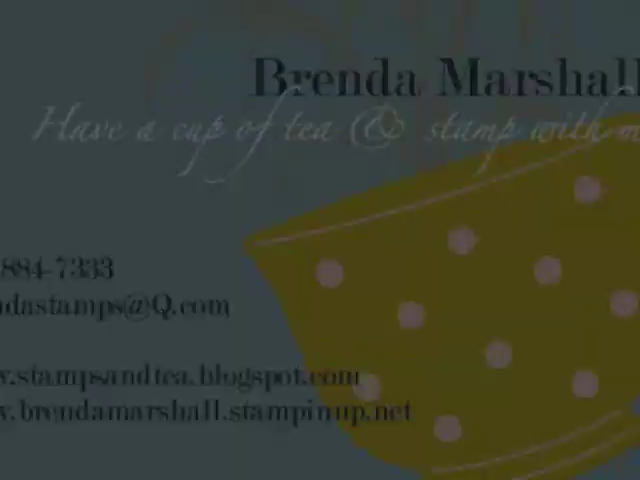 Brenda Marshall
Have a cup of tea & stamp with m
884-7333
ndastamps@Q.com
w.stampsandtea.blogspot.com
w.brendamarshall.stampinup.net